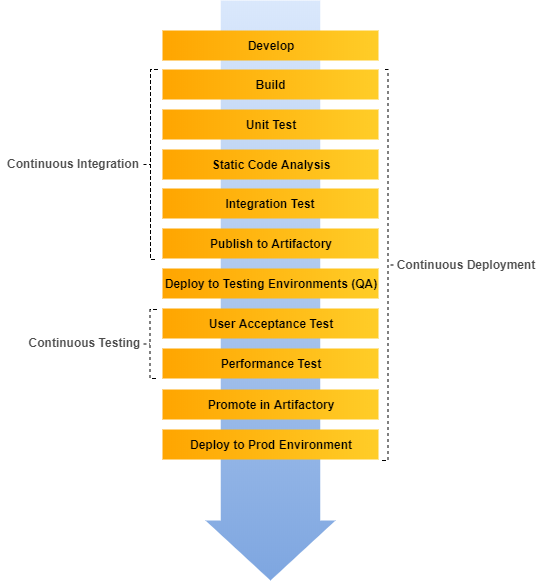 Develop
Build
Unit Test
Continuous Integration
Static Code Analysis
Integration Test
Publish to Artifactory
Continuous Deployment
Deploy to Testing Environments (QA)
User Acceptance Test
Continuous Testing
Performance Test
Promote in Artifactory
Deploy to Prod Environment